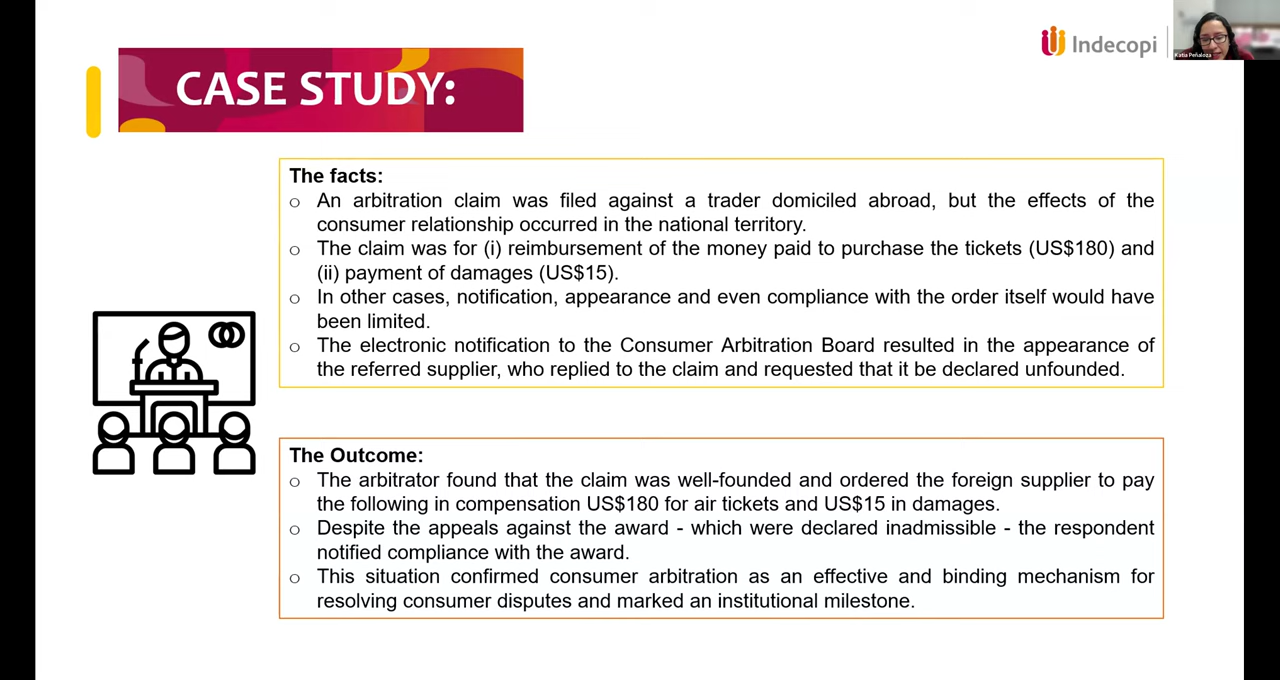 Indecopi
Katia Peñaloza
CASE STUDY:
The facts:
o An arbitration claim was filed against a trader domiciled abroad, but the effects of the
consumer relationship occurred in the national territory.
o The claim was for (i) reimbursement of the money paid to purchase the tickets (US$180) and
(ii) payment of damages (US$15).
o In other cases, notification, appearance and even compliance with the order itself would have
been limited.
o The electronic notification to the Consumer Arbitration Board resulted in the appearance of
the referred supplier, who replied to the claim and requested that it be declared unfounded.
The Outcome:
o The arbitrator found that the claim was well-founded and ordered the foreign supplier to pay
the following in compensation US$180 for air tickets and US$15 in damages.
o Despite the appeals against the award - which were declared inadmissible - the respondent
notified compliance with the award.
o This situation confirmed consumer arbitration as an effective and binding mechanism for
resolving consumer disputes and marked an institutional milestone.